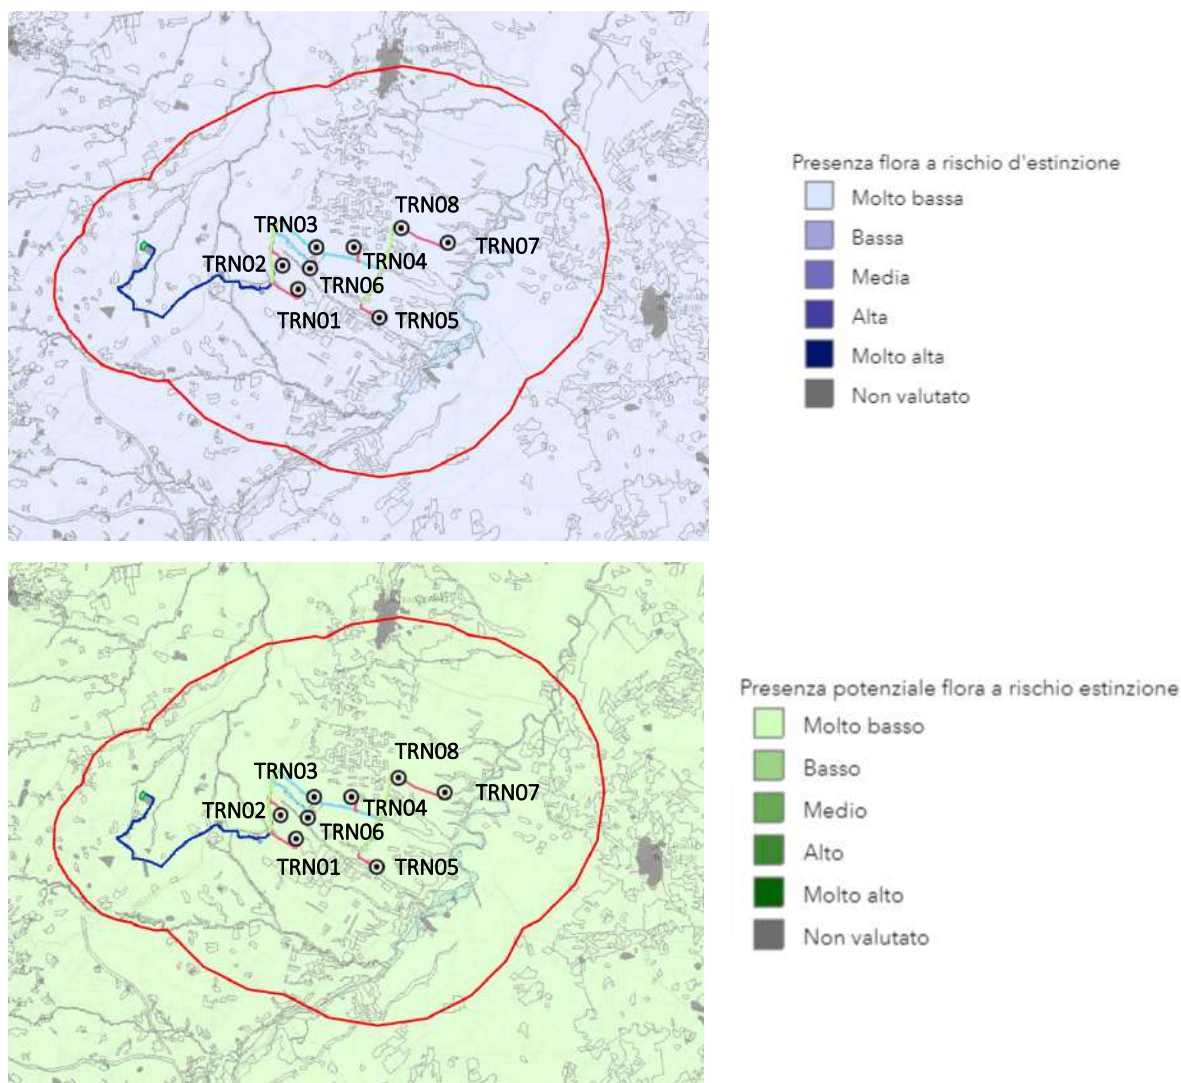 TRN08
TRN03
TRN07
TRN02
TRN04
TRN06
TRN01
TRN05
Presenza flora a rischio d'estinzione
Molto bassa
Bassa
Media
Alta
Molto alta
Non valutato
TRN08
TRN03
TRN07
TRN02
TRN04
TRN06
TRN01
TRN05
Presenza potenziale flora a rischio estinzione
Molto basso
Basso
Medio
Alto
Molto alto
Non valutato